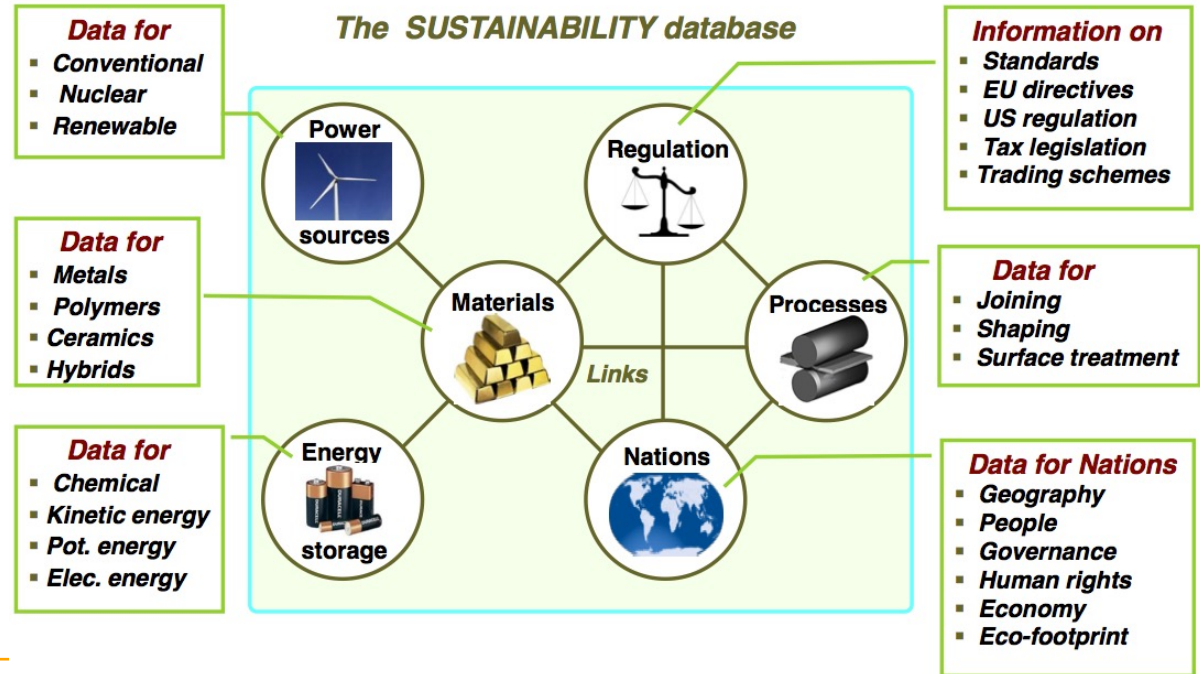 The SUSTAINABILITY database
Data for
▪ Conventional
▪ Nuclear
▪ Renewable
Data for
▪ Metals
▪ Polymers
▪ Ceramics
▪ Hybrids
Data for
▪ Chemical
▪ Kinetic energy
▪ Pot. energy
▪ Elec. energy
Power
sources
Regulation
Materials
Processes
Links
Energy
storage
Nations
Information on
▪ Standards
▪ EU directives
▪ US regulation
▪ Tax legislation
▪ Trading schemes
Data for
▪ Joining
▪ Shaping
▪ Surface treatment
Data for Nations
▪ Geography
▪ People
▪ Governance
▪ Human rights
▪ Economy
▪ Eco-footprint